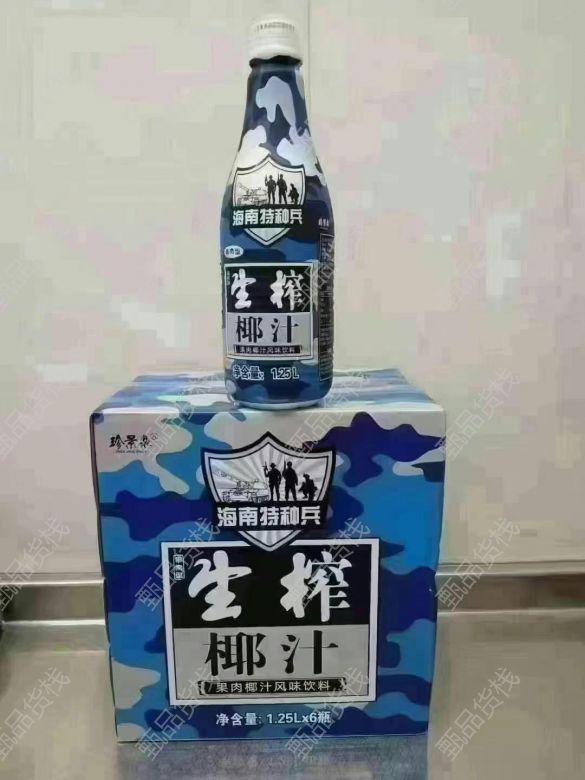 海南特种兵
生榨
椰汁
果肉椰汁风味饮料
净含量: 1.25L
珍景泉®
海南特种兵
生榨
椰汁
果肉椰汁风味饮料
净含量: 1.25Lx6瓶
甄品货栈